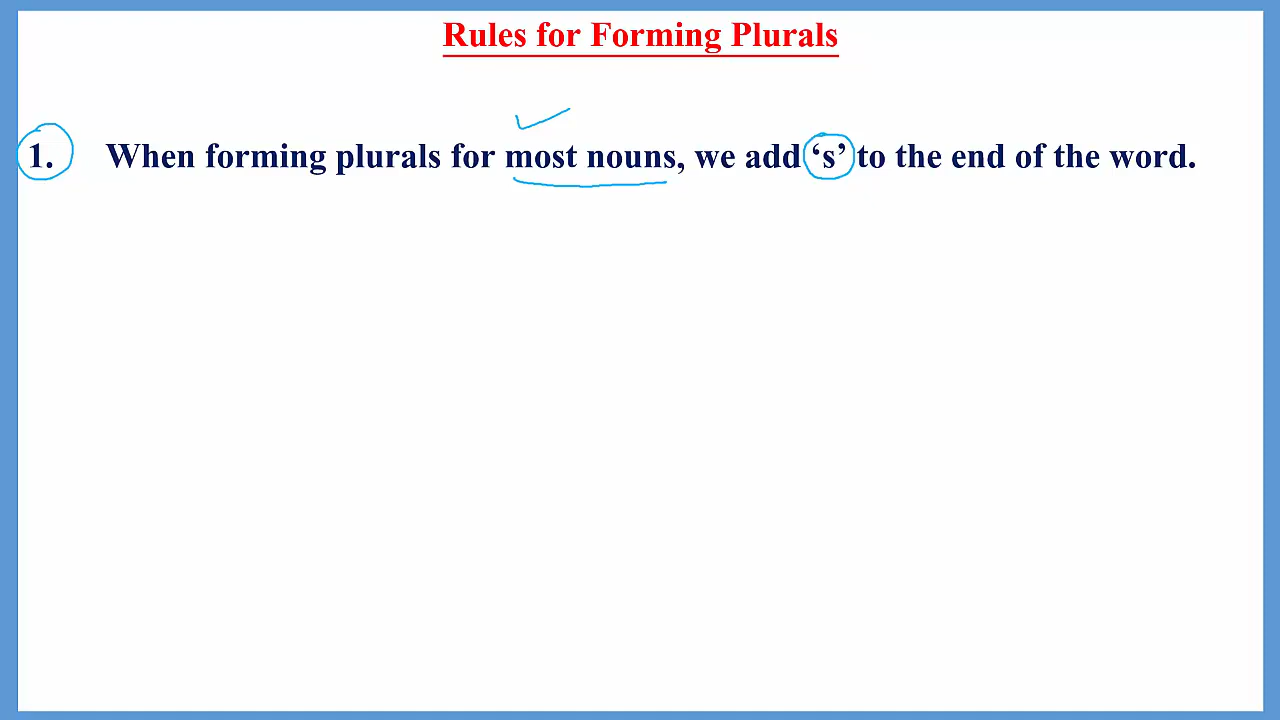 Rules for Forming Plurals
1. When forming plurals for most nouns, we add ‘s’ to the end of the word.